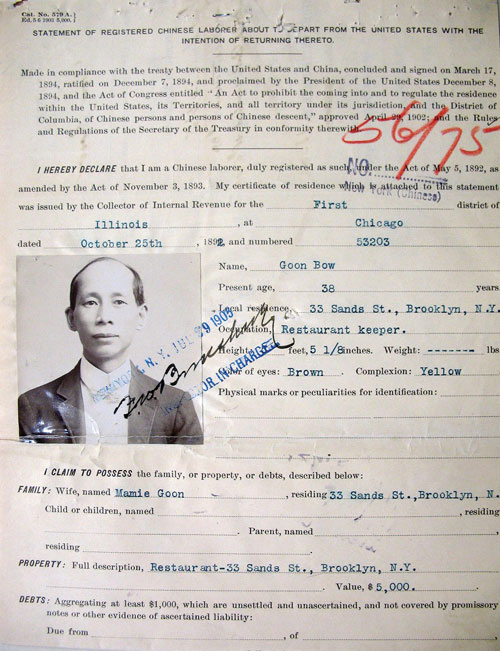 Cat. No. 579 A.
STATEMENT OF REGISTERED CHINESE LABORER ABOUT TO DEPART FROM THE UNITED STATES WITH THE
INTENTION OF RETURNING THERETO.
Made in compliance with the treaty between the United States and China, concluded and signed on March 17,
1894, ratified on December 7, 1894, and proclaimed by the President of the United States December 8,
1894, and the Act of Congress entitled "An Act to prohibit the coming into and to regulate the residence
within the United States, its Territories, and all territory under its jurisdiction, and the District of
Columbia, of Chinese persons and persons of Chinese descent," approved April 29, 1902; and the Rules
and Regulations of the Secretary of the Treasury in conformity therewith.
56/75
NO.
New York (Chinese)
I HEREBY DECLARE that I am a Chinese laborer, duly registered as such under the Act of May 5, 1892, as
amended by the Act of November 3, 1893. My certificate of residence which is attached to this statement
was issued by the Collector of Internal Revenue for the First district of
Illinois, at Chicago
dated October 25th, 1892, and numbered 53203
Name, Goon Bow
Present age, 38 years
Local residence, 33 Sands St., Brooklyn, N.Y.
Occupation, Restaurant keeper.
Height, feet, 5 1/8 inches. Weight: ------- lbs
Color of eyes: Brown. Complexion: Yellow
Physical marks or peculiarities for identification:
N. Y. JUL 29 1905
IN CHARGE
I CLAIM TO POSSESS the family, or property, or debts, described below:
FAMILY: Wife, named Mamie Goon, residing 33 Sands St., Brooklyn, N.
Child or children, named, residing
Parent, named
residing
PROPERTY: Full description, Restaurant-33 Sands St., Brooklyn, N.Y.
Value, $ 5,000.
DEBTS: Aggregating at least $1,000, which are unsettled and unascertained, and not covered by promissory
notes or other evidence of ascertained liability:
Due from, of